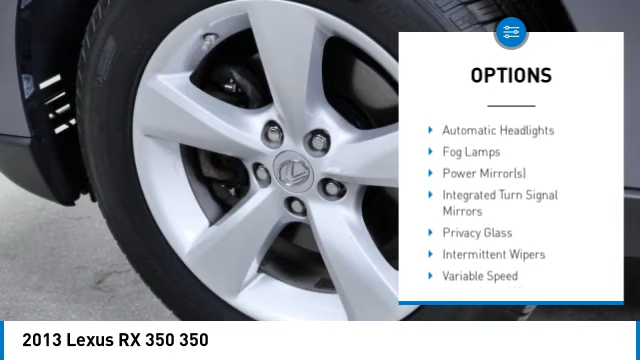 OPTIONS
Automatic Headlights
Fog Lamps
Power Mirror(s)
Integrated Turn Signal
Mirrors
Privacy Glass
Intermittent Wipers
Variable Speed
2013 Lexus RX 350 350